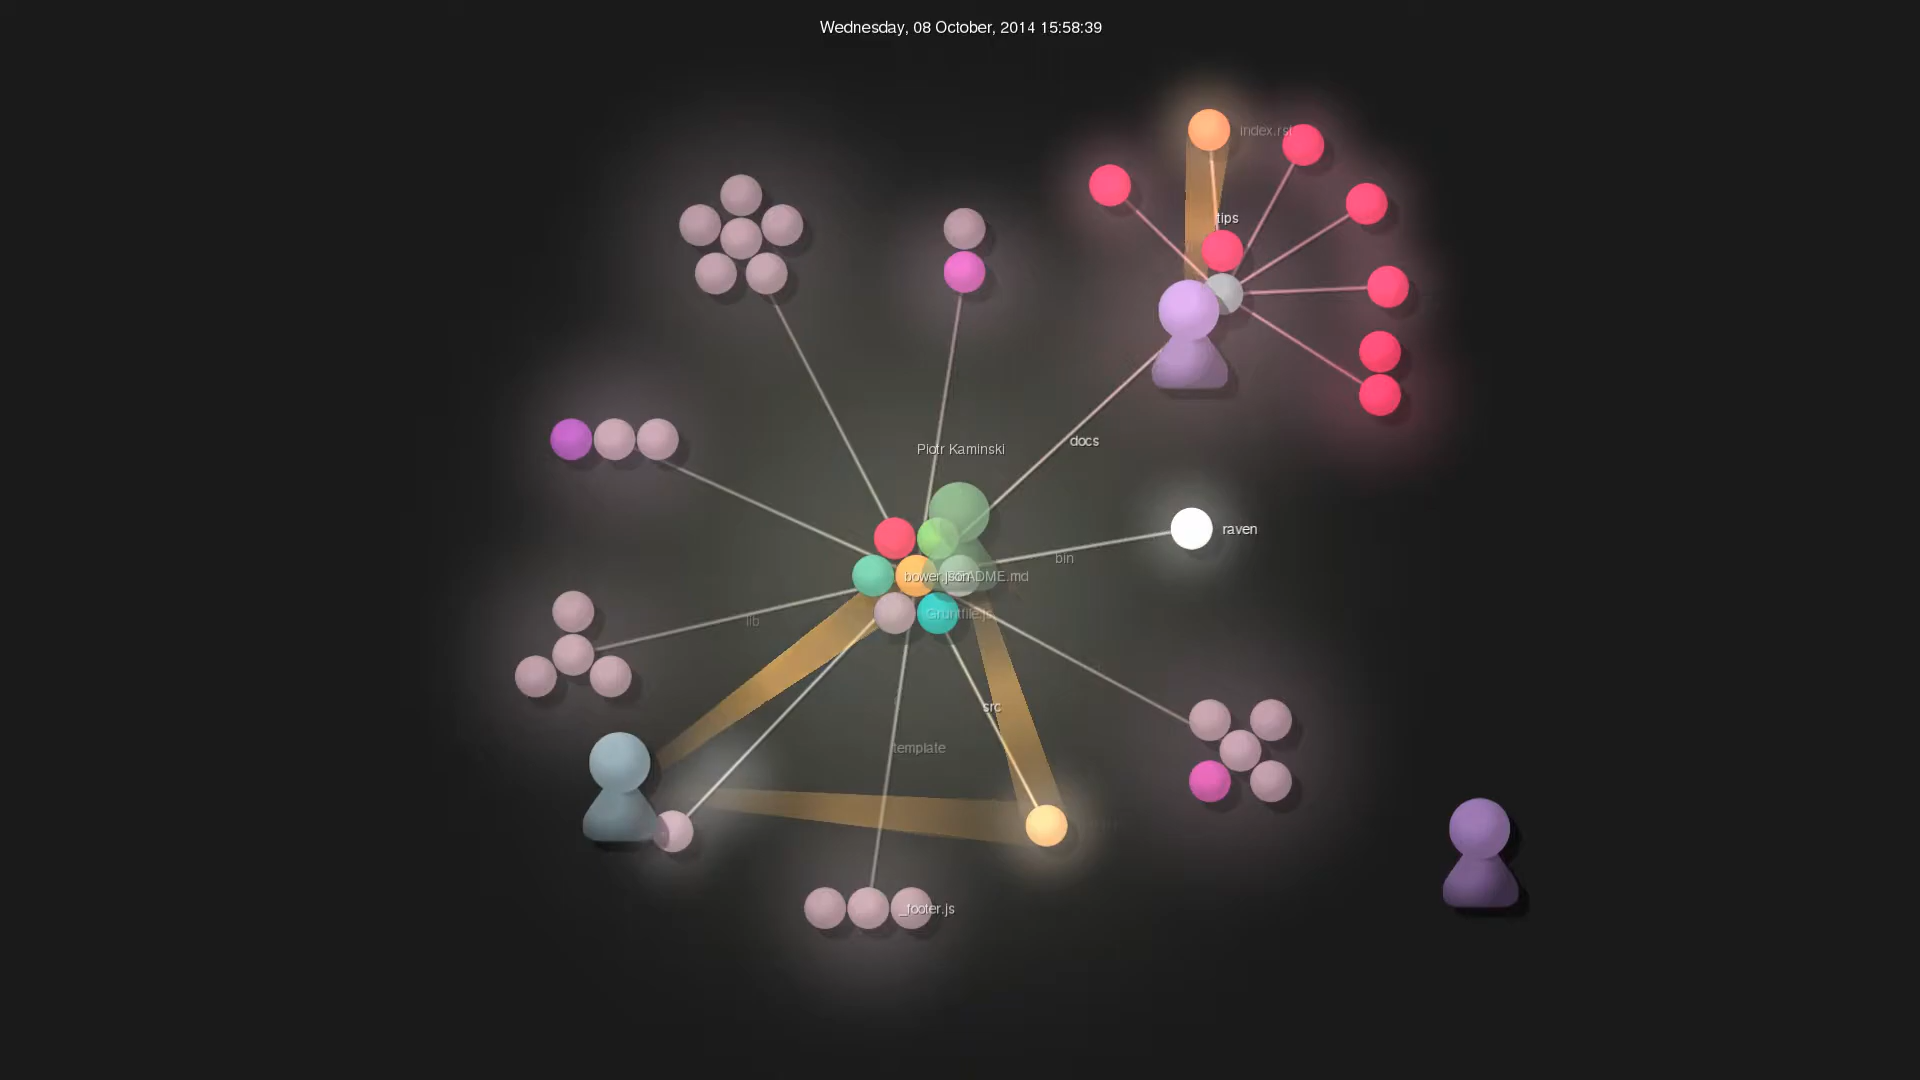 Wednesday, 08 October, 2014 15:58:39
index.rst
tips
docs
Piotr Kaminski
raven
bin
bower.json
README.md
Gruntfile.js
lib
src
template
_footer.js